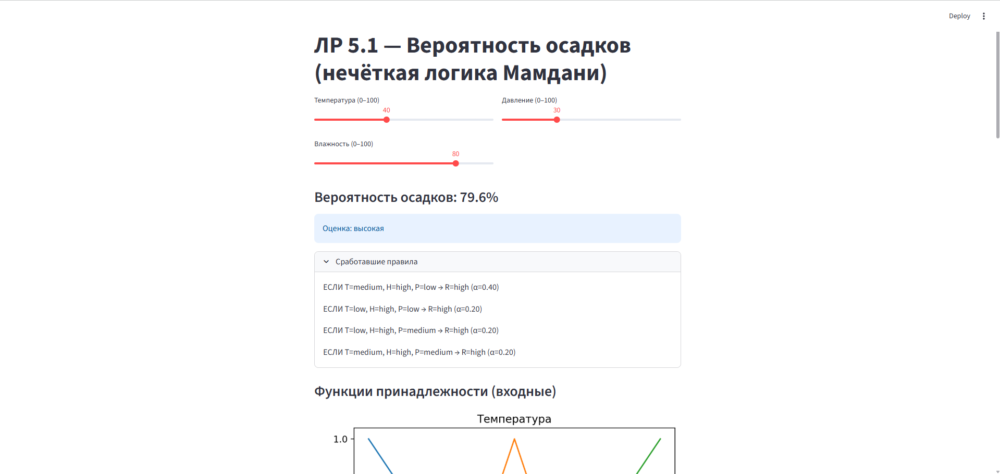 Deploy
ЛР 5.1 — Вероятность осадков
(нечёткая логика Мамдани)
Температура (0–100)
40
Давление (0–100)
30
Влажность (0–100)
80
Вероятность осадков: 79.6%
Оценка: высокая
Сработавшие правила
ЕСЛИ T=medium, H=high, P=low → R=high (α=0.40)
ЕСЛИ T=low, H=high, P=low → R=high (α=0.20)
ЕСЛИ T=low, H=high, P=medium → R=high (α=0.20)
ЕСЛИ T=medium, H=high, P=medium → R=high (α=0.20)
Функции принадлежности (входные)
Температура
1.0